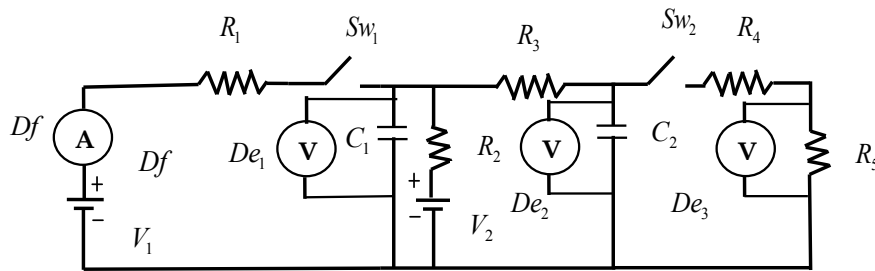 R1 Sw1 R3 Sw2 R4
Df A Df De1 V C1 R2 V C2 V R5
+ − V1 + − V2 De2 De3